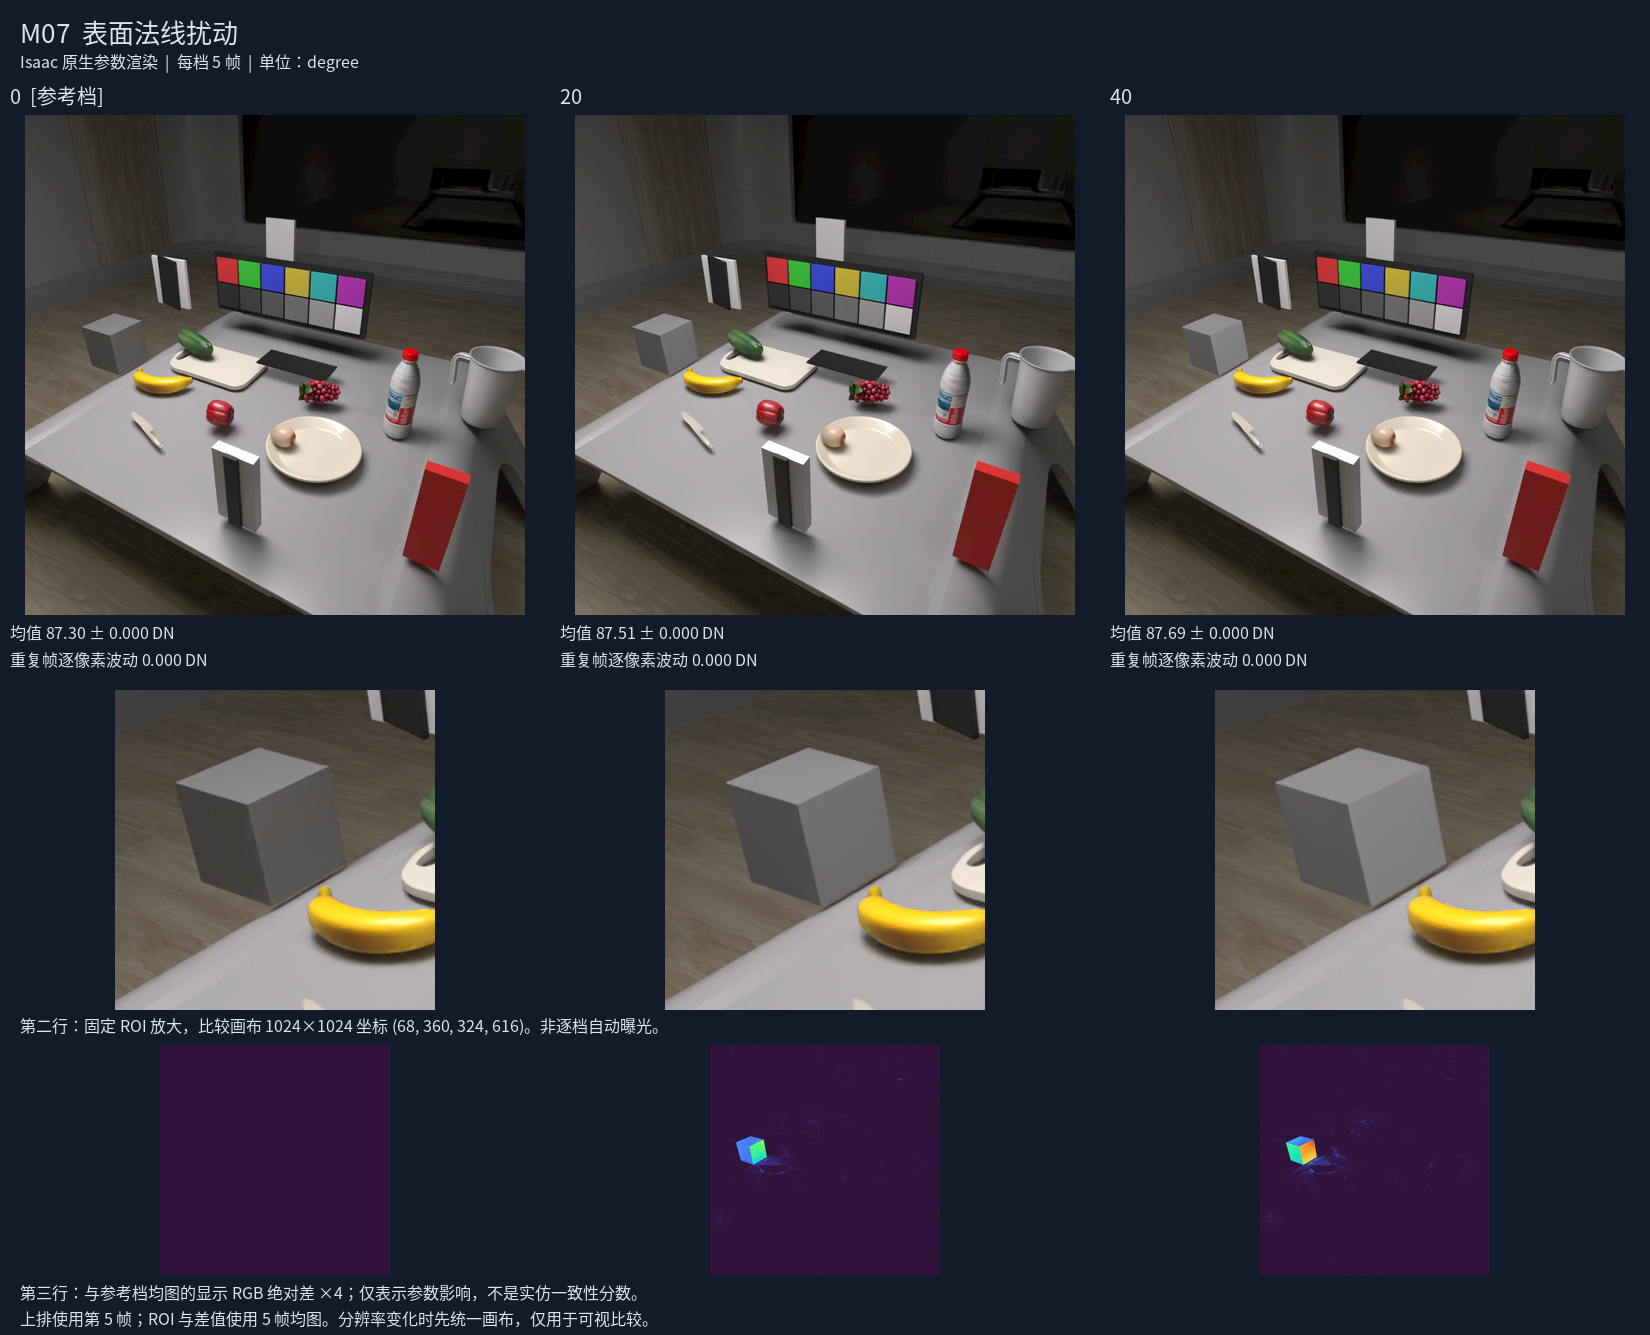 M07 表面法线扰动
Isaac 原生参数渲染 | 每档 5 帧 | 单位：degree
0 [参考档]
20
40
均值 87.30 ± 0.000 DN
重复帧逐像素波动 0.000 DN
均值 87.51 ± 0.000 DN
重复帧逐像素波动 0.000 DN
均值 87.69 ± 0.000 DN
重复帧逐像素波动 0.000 DN
第二行：固定 ROI 放大，比较画布 1024×1024 坐标 (68, 360, 324, 616)。非逐档自动曝光。
第三行：与参考档均图的显示 RGB 绝对差 ×4；仅表示参数影响，不是实仿一致性分数。
上排使用第 5 帧；ROI 与差值使用 5 帧均图。分辨率变化时先统一画布，仅用于可视比较。